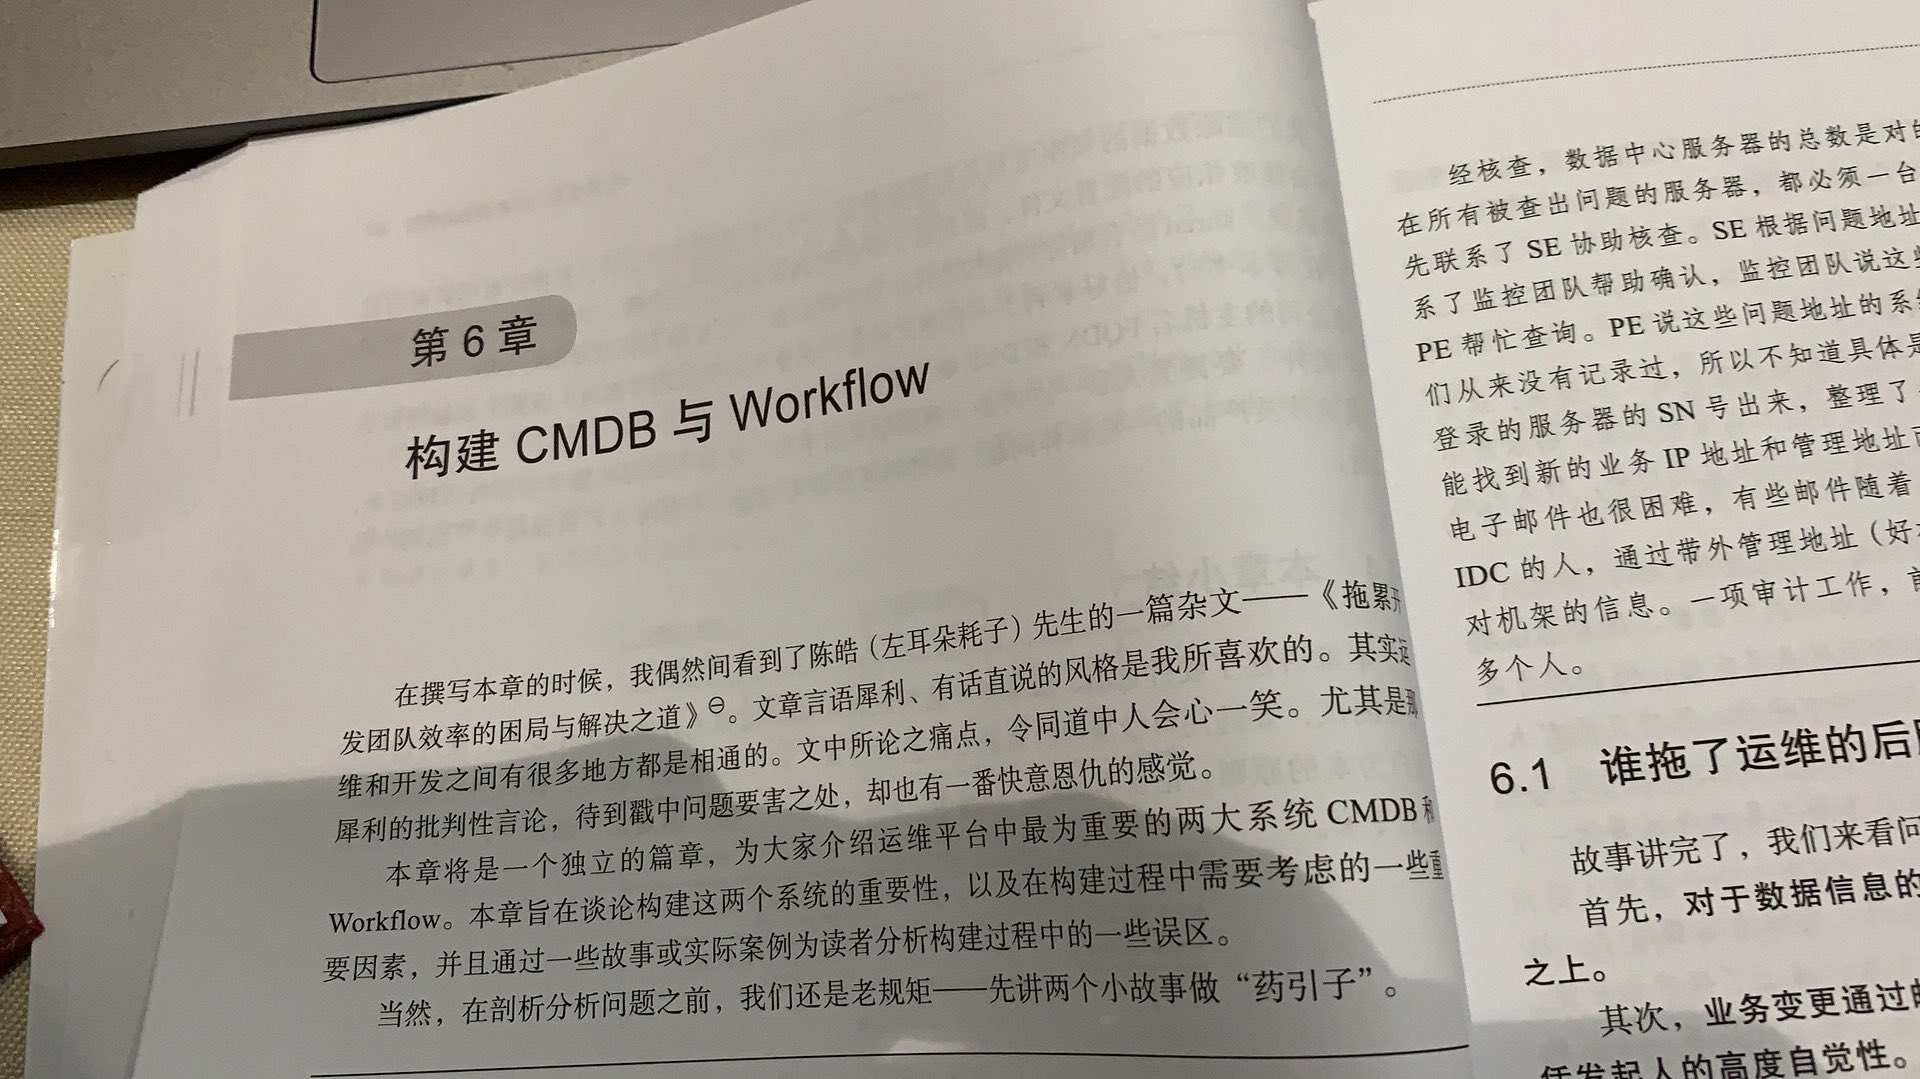 第 6 章
构建 CMDB 与 Workflow
在撰写本章的时候，我偶然间看到了陈皓（左耳朵耗子）先生的一篇杂文——《拖累开
发团队效率的困局与解决之道》⊖。文章言语犀利、有话直说的风格是我所喜欢的。其实运
维和开发之间有很多地方都是相通的。文中所论之痛点，令同道中人会心一笑。尤其是那
犀利的批判性言论，待到戳中问题要害之处，却也有一番快意恩仇的感觉。
本章将是一个独立的篇章，为大家介绍运维平台中最为重要的两大系统 CMDB 和
Workflow。本章旨在谈论构建这两个系统的重要性，以及在构建过程中需要考虑的一些重
要因素，并且通过一些故事或实际案例为读者分析构建过程中的一些误区。
当然，在剖析分析问题之前，我们还是老规矩——先讲两个小故事做“药引子”。
经核查，数据中心服务器的总数是对的
在所有被查出问题的服务器，都必须一台
先联系了 SE 协助核查。SE 根据问题地址
系了监控团队帮助确认，监控团队说这些
PE 帮忙查询。PE 说这些问题地址的系统
们从来没有记录过，所以不知道具体是
登录的服务器的 SN 号出来，整理了
能找到新的业务 IP 地址和管理地址
电子邮件也很困难，有些邮件随着
IDC 的人，通过带外管理地址（好
对机架的信息。一项审计工作，前
多个人。
6.1 谁拖了运维的后
故事讲完了，我们来看问
首先，对于数据信息的
之上。
其次，业务变更通过邮
任发起人的高度自觉性。